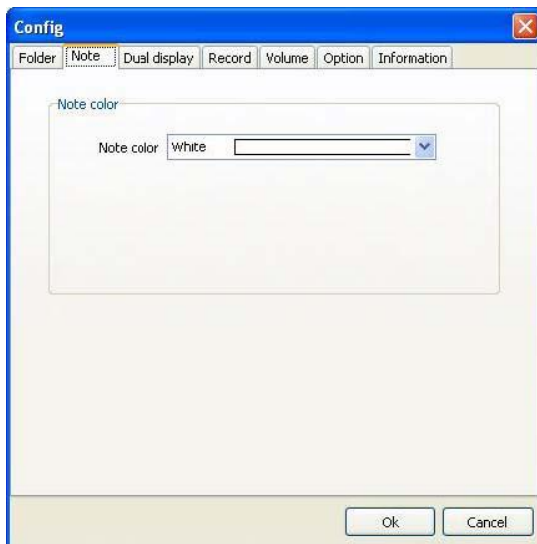 Config
Folder Note Dual display Record Volume Option Information
Note color
Note color White
Ok Cancel